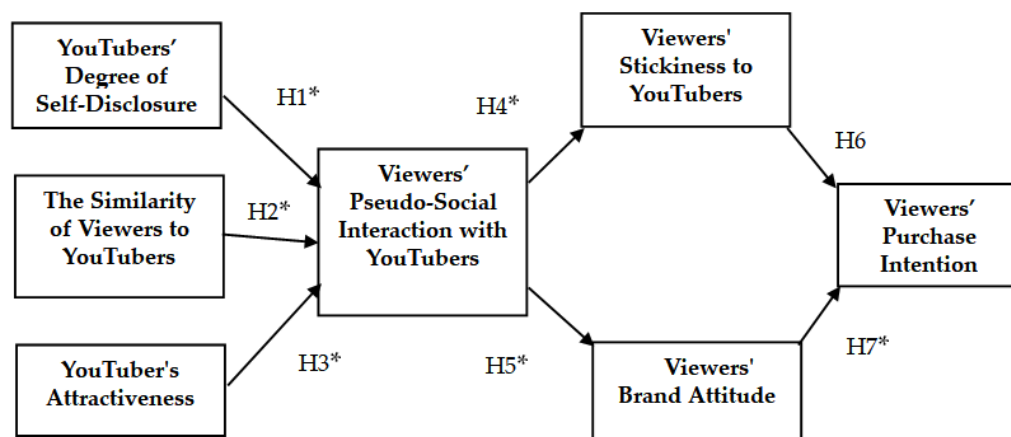 YouTubers’
Degree of
Self-Disclosure
H1*
The Similarity
of Viewers to
YouTubers
H2*
YouTuber's
Attractiveness
H3*
Viewers’
Pseudo-Social
Interaction with
YouTubers
H4*
Viewers'
Stickiness to
YouTubers
H5*
Viewers'
Brand Attitude
H6
H7*
Viewers’
Purchase
Intention